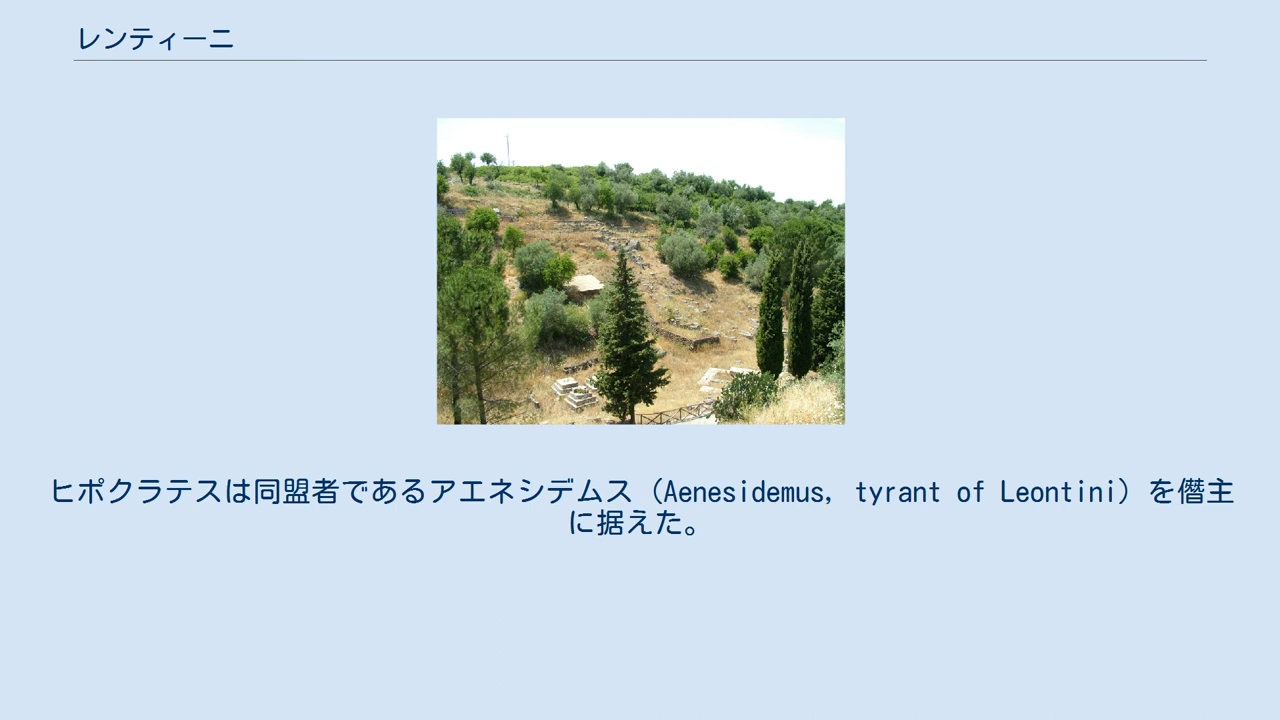 レンティーニ
ヒポクラテスは同盟者であるアエネシデムス（Aenesidemus, tyrant of Leontini）を僭主
に据えた。